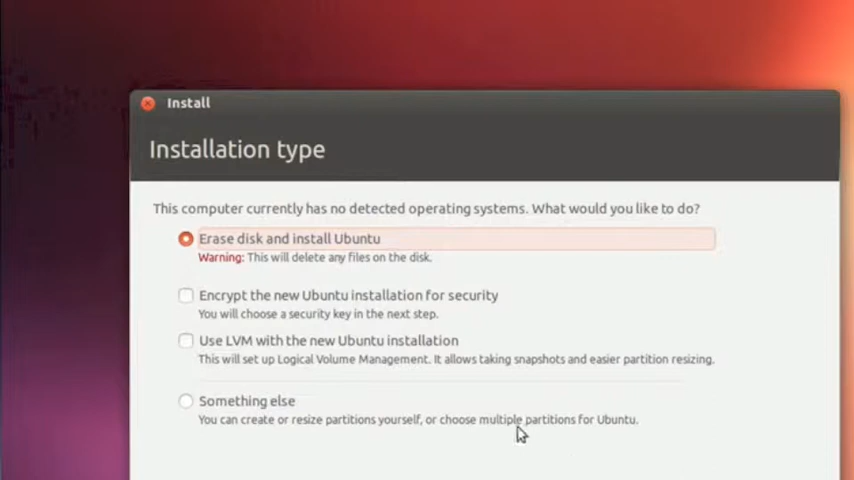 Install
Installation type
This computer currently has no detected operating systems. What would you like to do?
Erase disk and install Ubuntu
Warning: This will delete any files on the disk.
Encrypt the new Ubuntu installation for security
You will choose a security key in the next step.
Use LVM with the new Ubuntu installation
This will set up Logical Volume Management. It allows taking snapshots and easier partition resizing.
Something else
You can create or resize partitions yourself, or choose multiple partitions for Ubuntu.